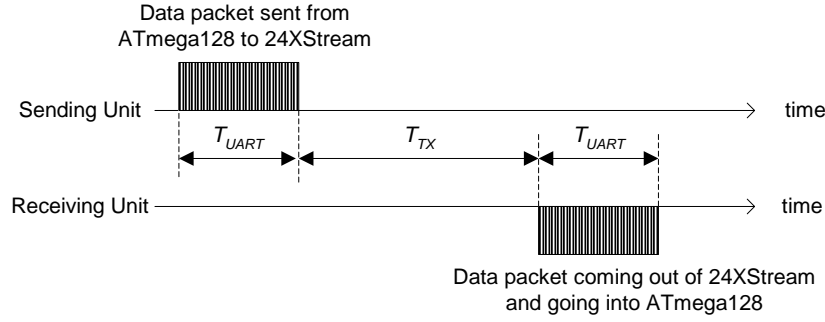 Data packet sent from
ATmega128 to 24XStream
Sending Unit
time
T_UART
T_TX
T_UART
Receiving Unit
time
Data packet coming out of 24XStream
and going into ATmega128